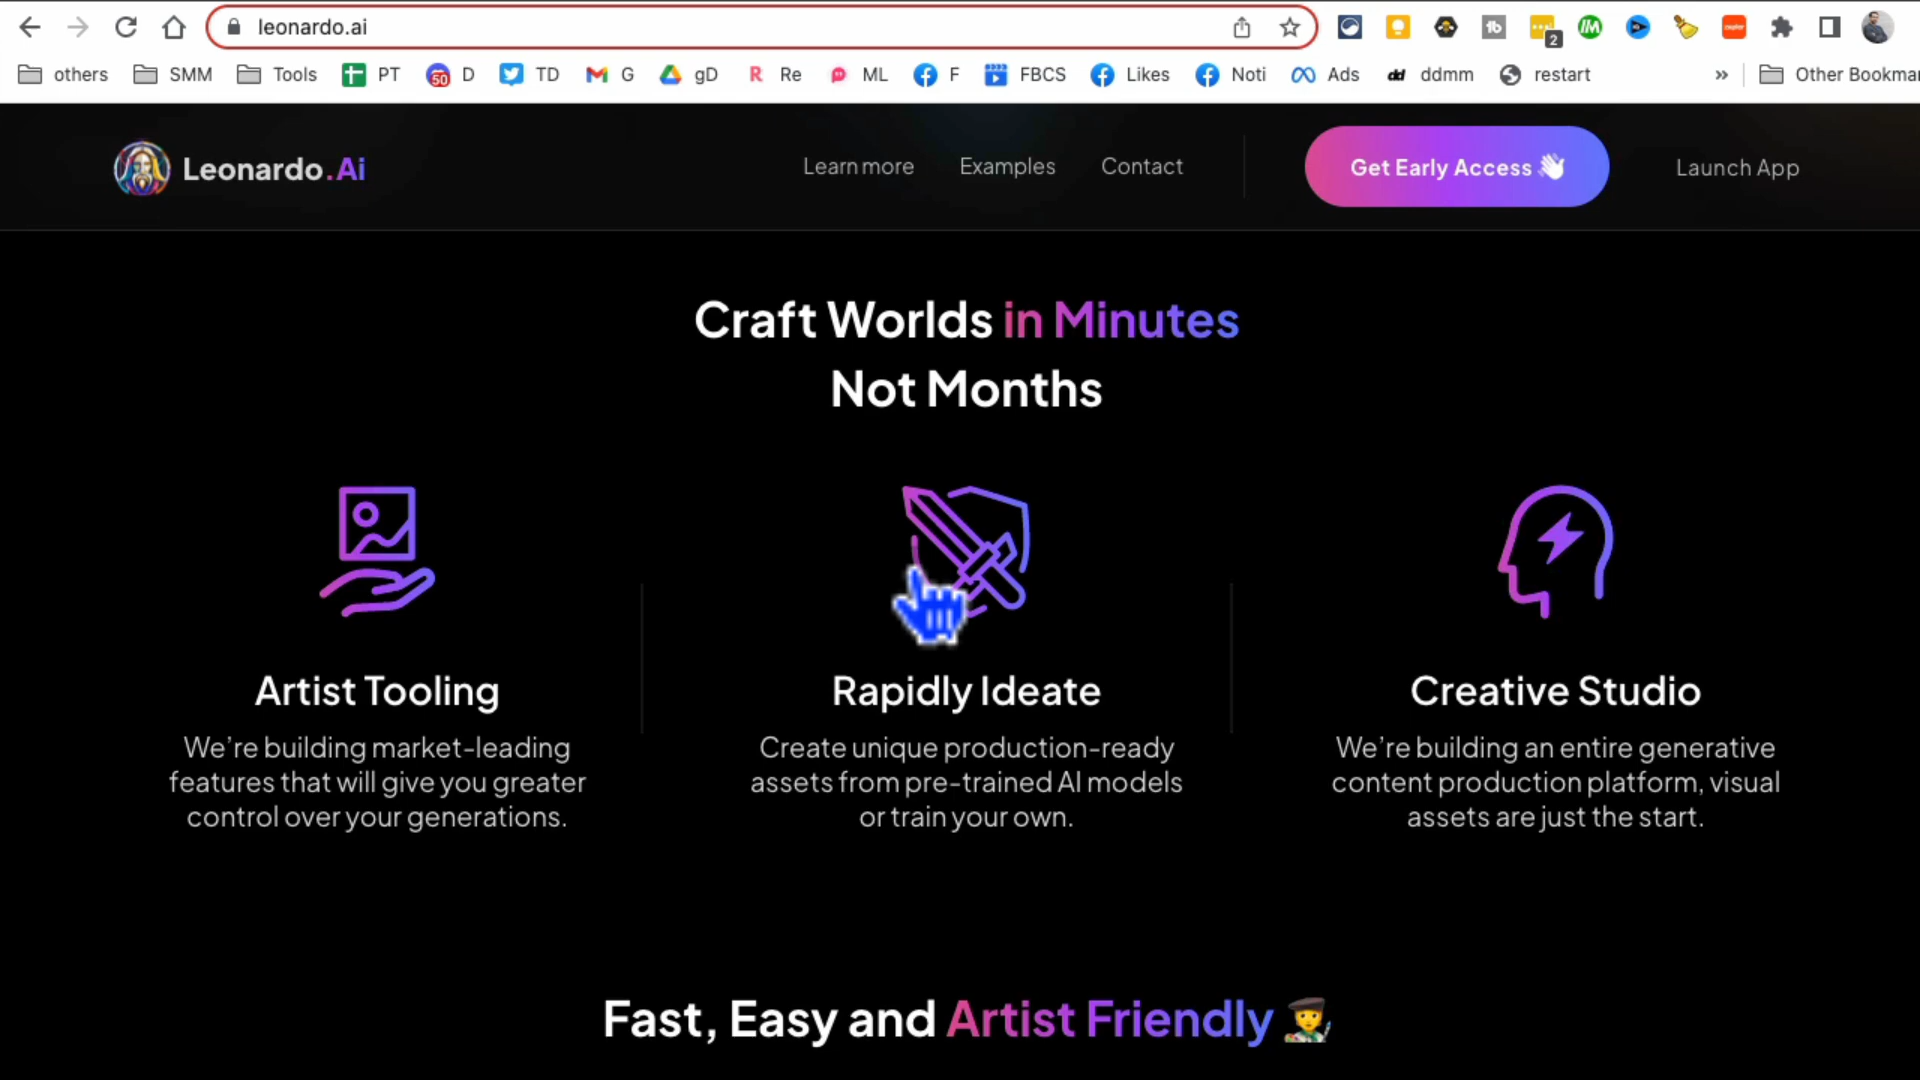 leonardo.ai
2
others SMM Tools PT 50 D TD G gD R Re ML F FBCS Likes Noti Ads dd ddmm restart » Other Bookmar
Leonardo.Ai Learn more Examples Contact Get Early Access 👋 Launch App
Craft Worlds in Minutes
Not Months
Artist Tooling
We're building market-leading
features that will give you greater
control over your generations.
Rapidly Ideate
Create unique production-ready
assets from pre-trained AI models
or train your own.
Creative Studio
We're building an entire generative
content production platform, visual
assets are just the start.
Fast, Easy and Artist Friendly 👨‍🎨